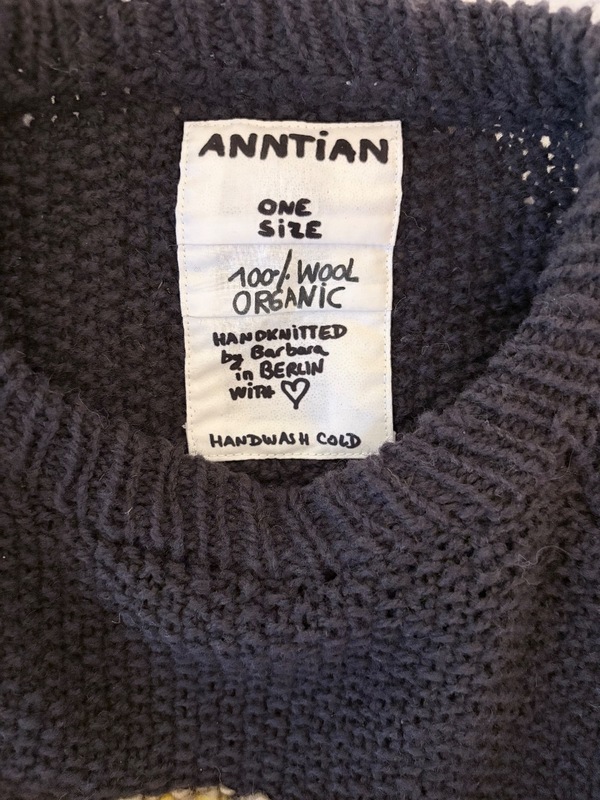 ANNTiAN
ONE
SiZE
100% WOOL
ORGANiC
HANDKNiTTED
by Barbara
in BERLIN
WiTH ♡
HANDWASH COLD